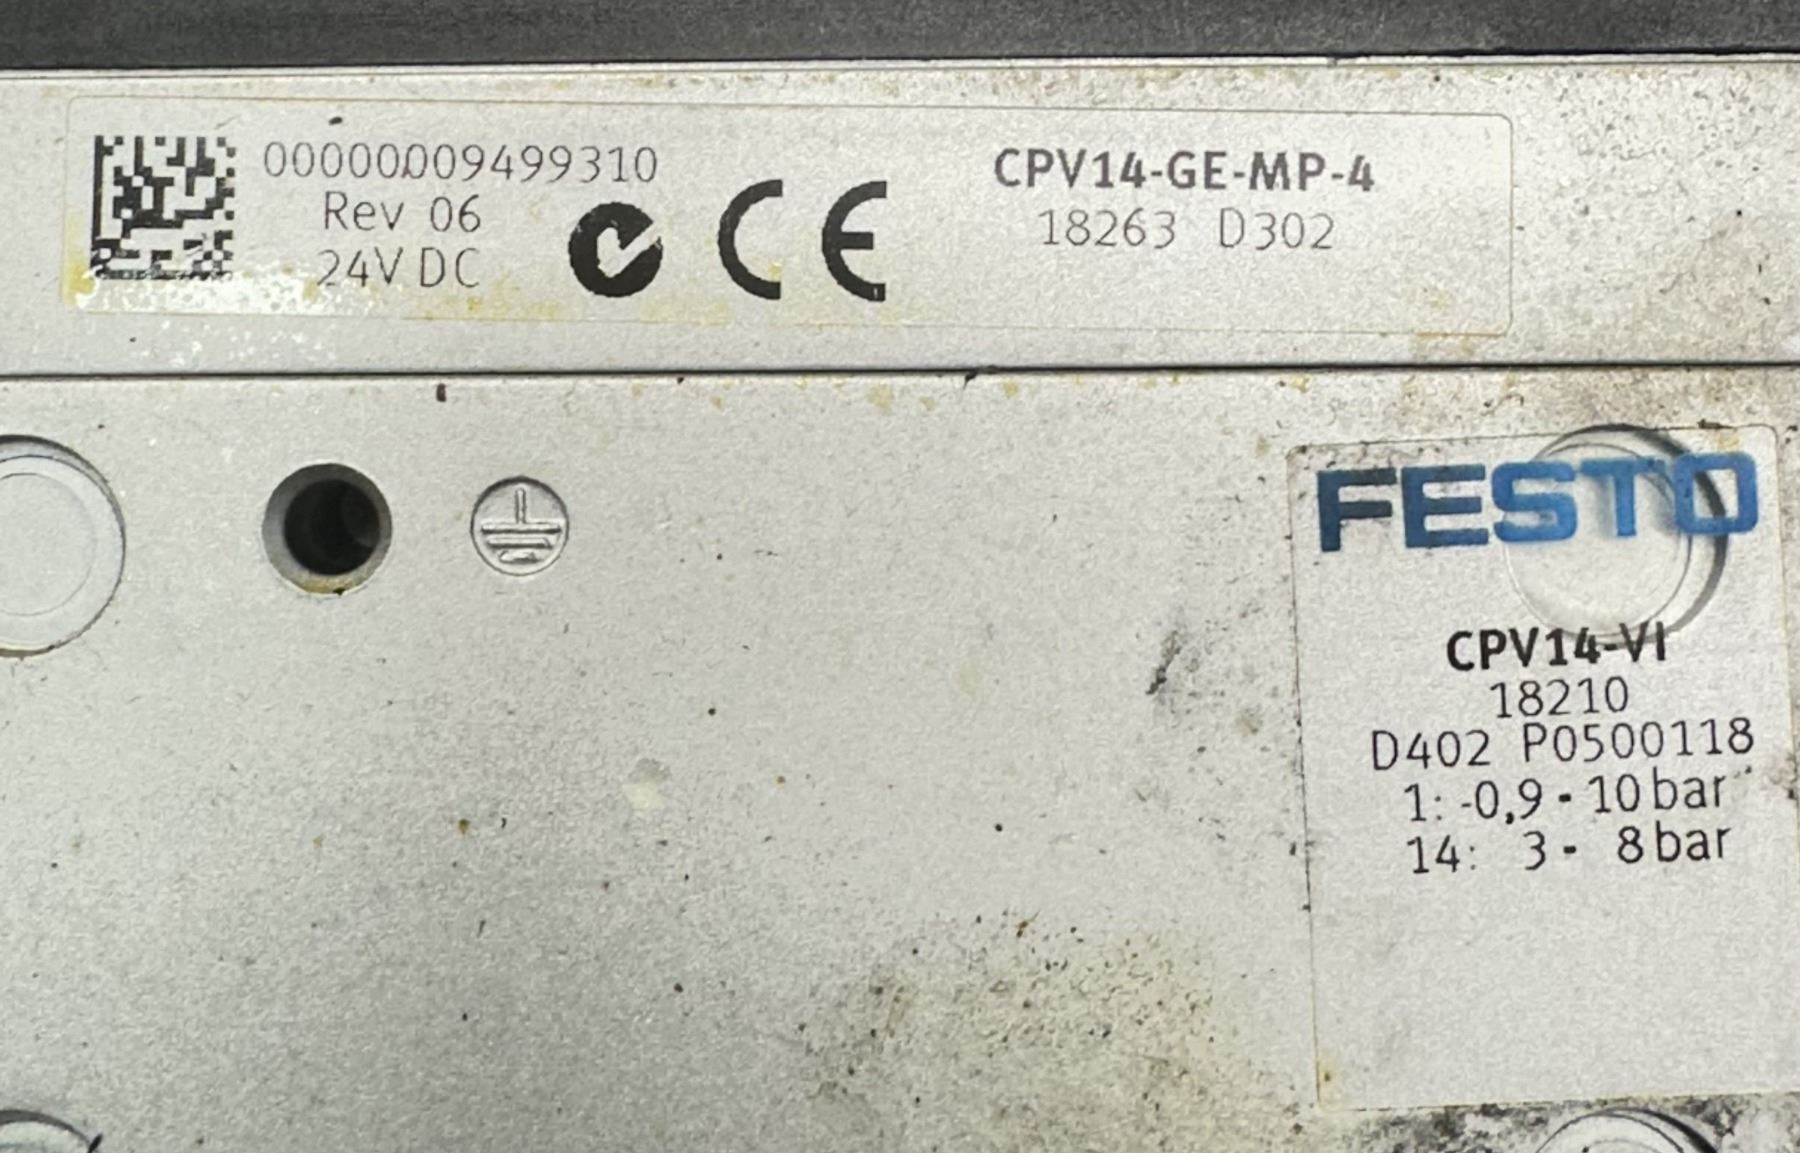 00000009499310
Rev 06
24V DC
CE
CPV14-GE-MP-4
18263 D302
FESTO
CPV14-VI
18210
D402 P0500118
1: -0,9 - 10 bar
14: 3 - 8 bar